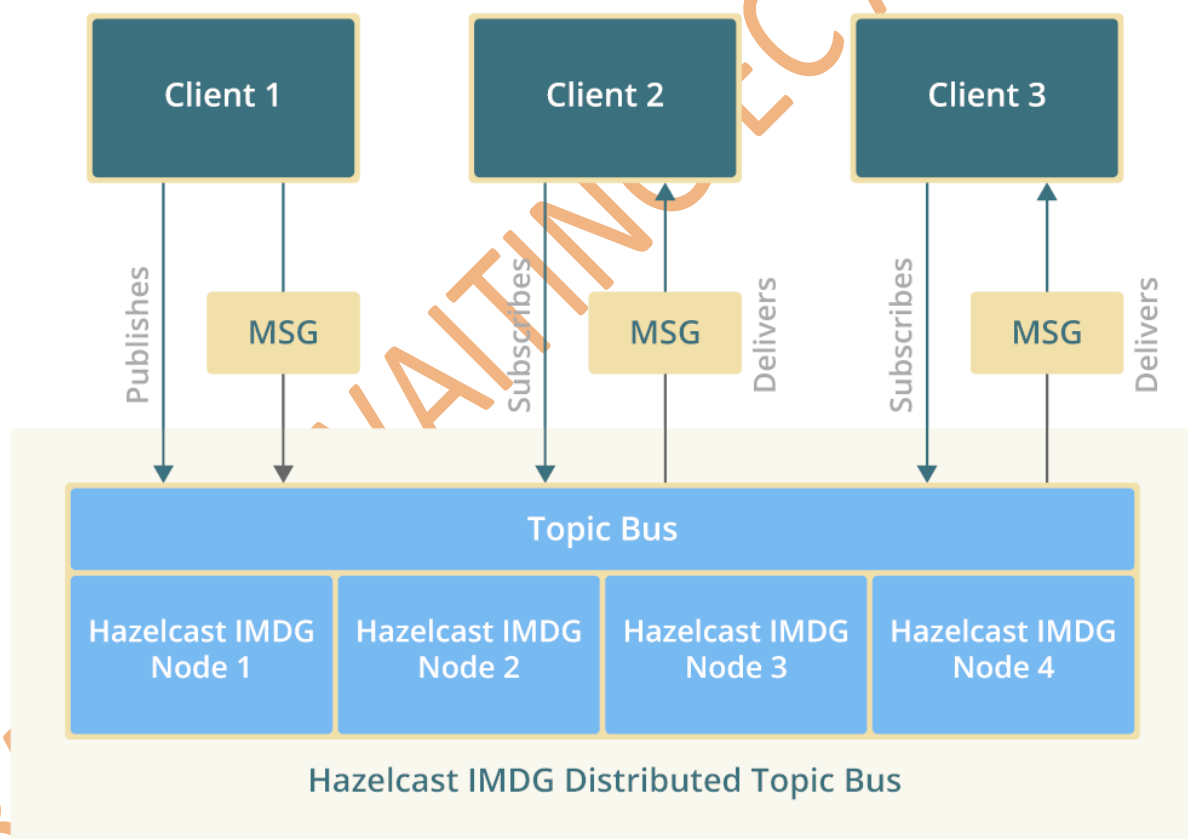 Client 1
Client 2
Client 3
Publishes
MSG
Subscribes
MSG
Delivers
Subscribes
MSG
Delivers
Topic Bus
Hazelcast IMDG
Node 1
Hazelcast IMDG
Node 2
Hazelcast IMDG
Node 3
Hazelcast IMDG
Node 4
Hazelcast IMDG Distributed Topic Bus